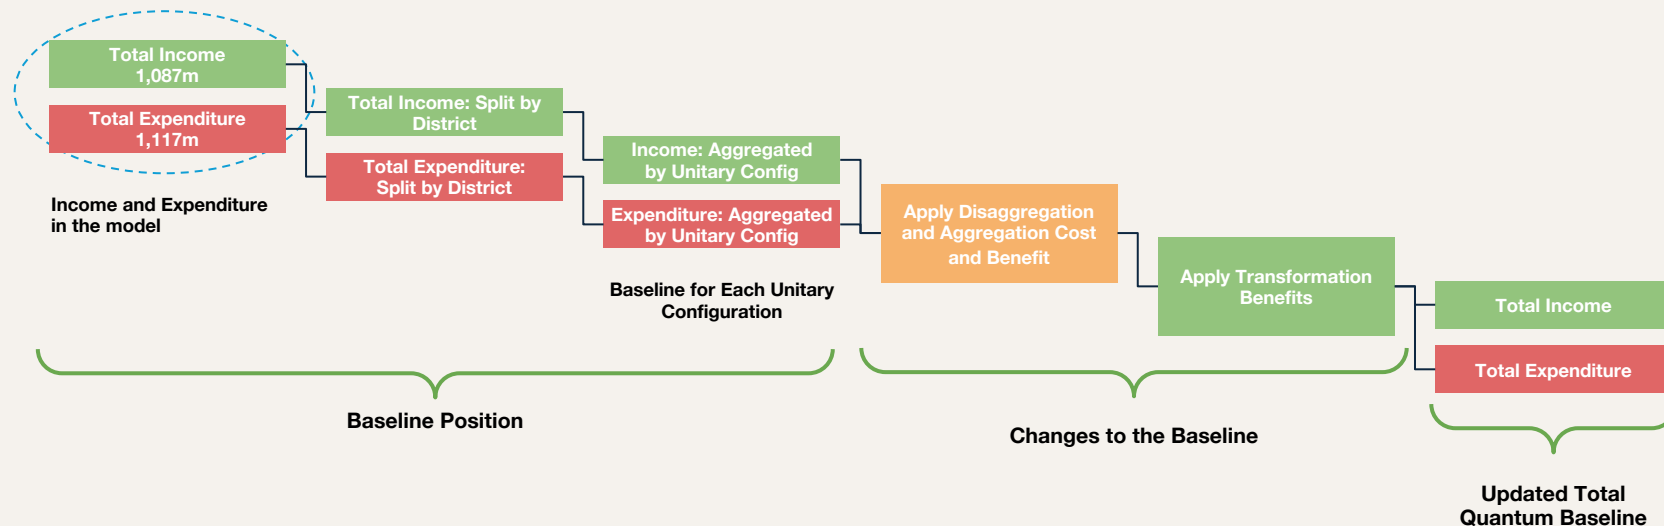 Total Income
1,087m
Total Expenditure
1,117m
Income and Expenditure
in the model
Total Income: Split by
District
Total Expenditure:
Split by District
Income: Aggregated
by Unitary Config
Expenditure: Aggregated
by Unitary Config
Baseline for Each Unitary
Configuration
Apply Disaggregation
and Aggregation Cost
and Benefit
Apply Transformation
Benefits
Total Income
Total Expenditure
Baseline Position
Changes to the Baseline
Updated Total
Quantum Baseline